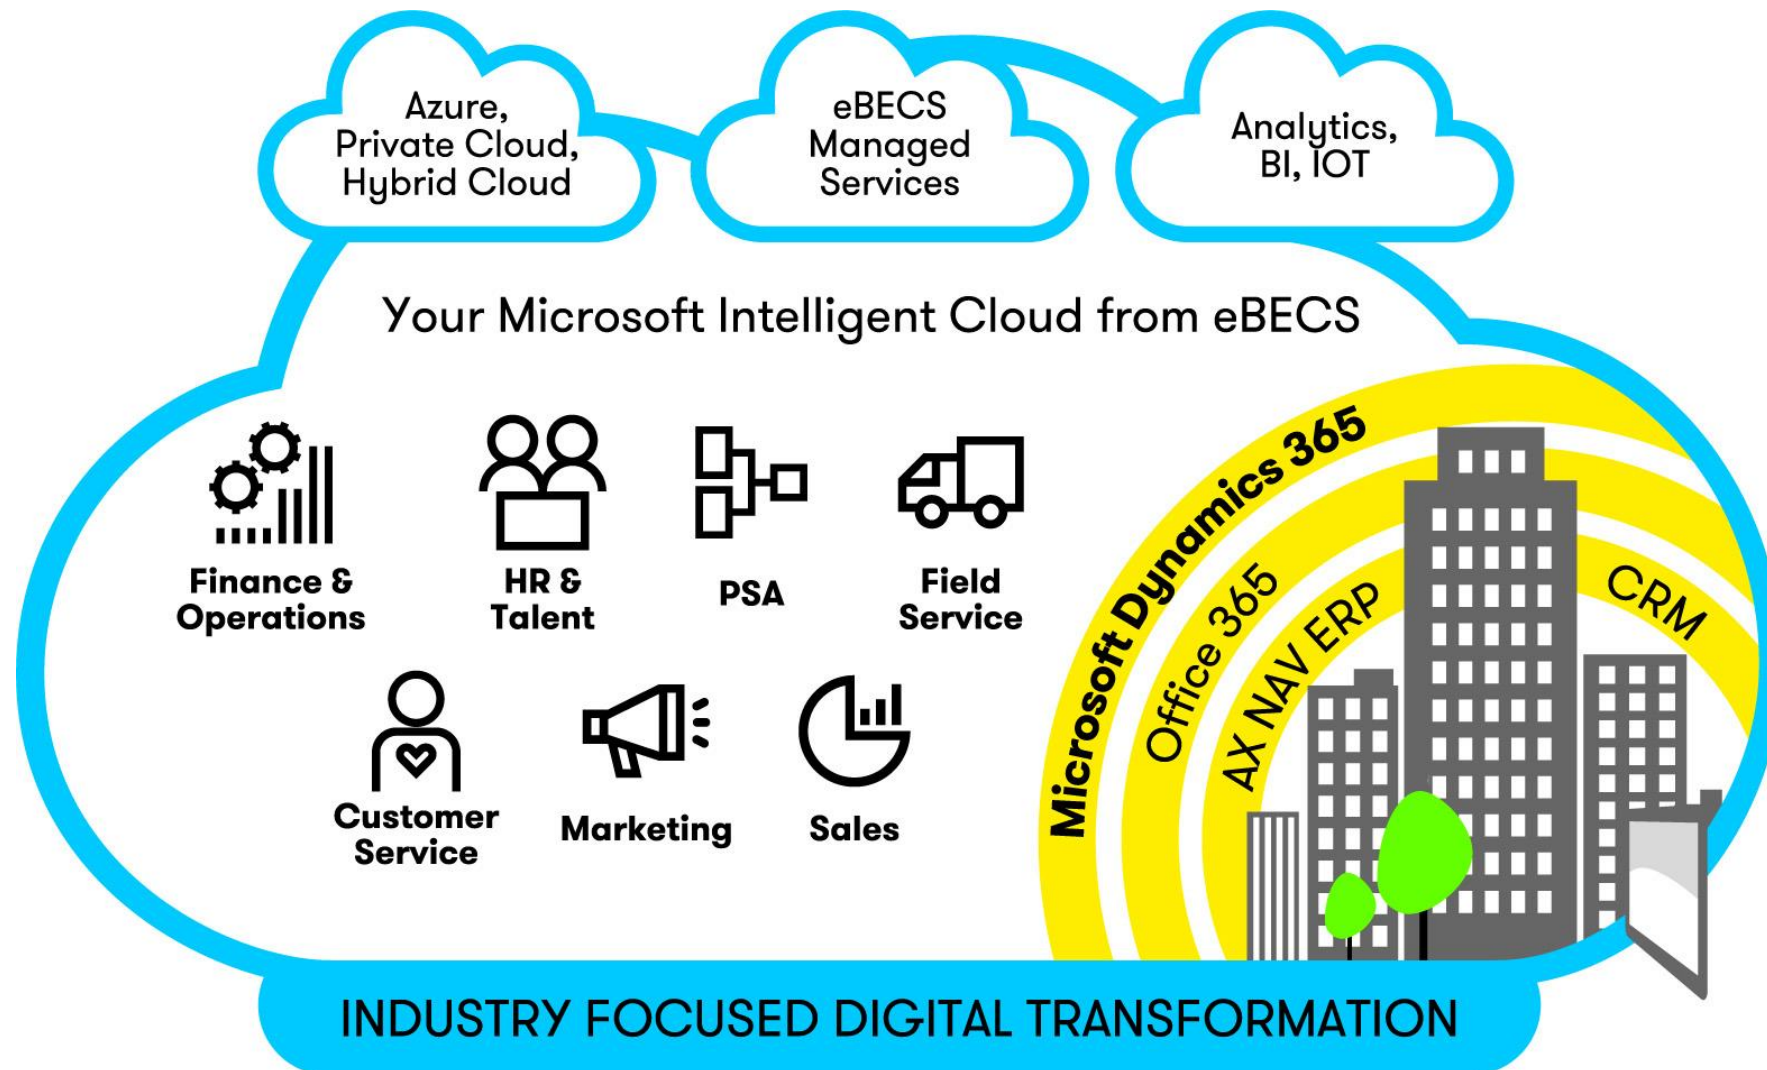 Azure,
Private Cloud,
Hybrid Cloud
eBECS
Managed
Services
Analytics,
BI, IOT
Your Microsoft Intelligent Cloud from eBECS
Finance &
Operations
HR &
Talent
PSA
Field
Service
Customer
Service
Marketing
Sales
Microsoft Dynamics 365
Office 365
AX NAV ERP
CRM
INDUSTRY FOCUSED DIGITAL TRANSFORMATION